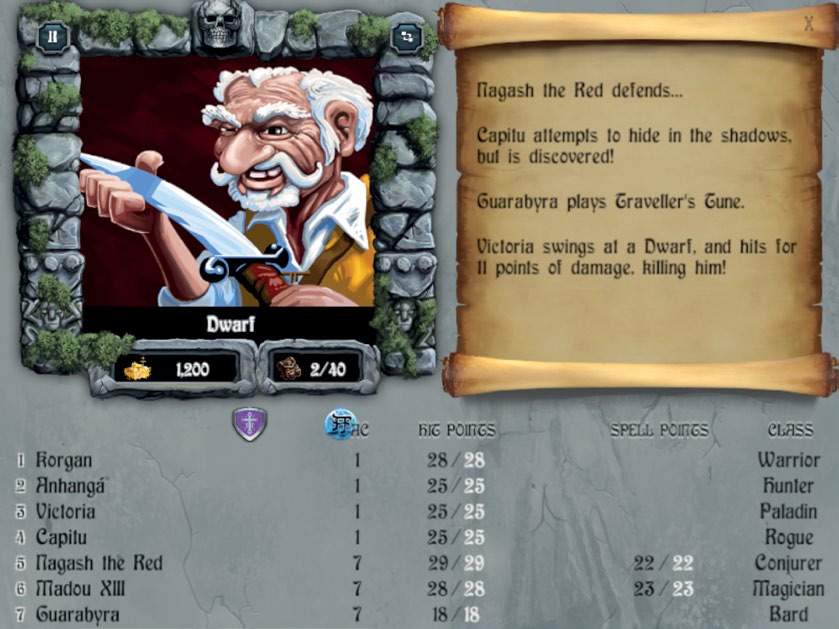 X
Nagash the Red defends...
Capitu attempts to hide in the shadows,
but is discovered!
Guarabyra plays Traveller's Tune.
Victoria swings at a Dwarf, and hits for
11 points of damage, killing him!
Dwarf
1,200
2/40
AC HIT POINTS SPELL POINTS CLASS
1 Korgan 1 28/28 Warrior
2 Anhangá 1 25/25 Hunter
3 Victoria 1 25/25 Paladin
4 Capitu 1 25/25 Rogue
5 Nagash the Red 7 29/29 22/22 Conjurer
6 Madou XIII 7 28/28 23/23 Magician
7 Guarabyra 7 18/18 Bard